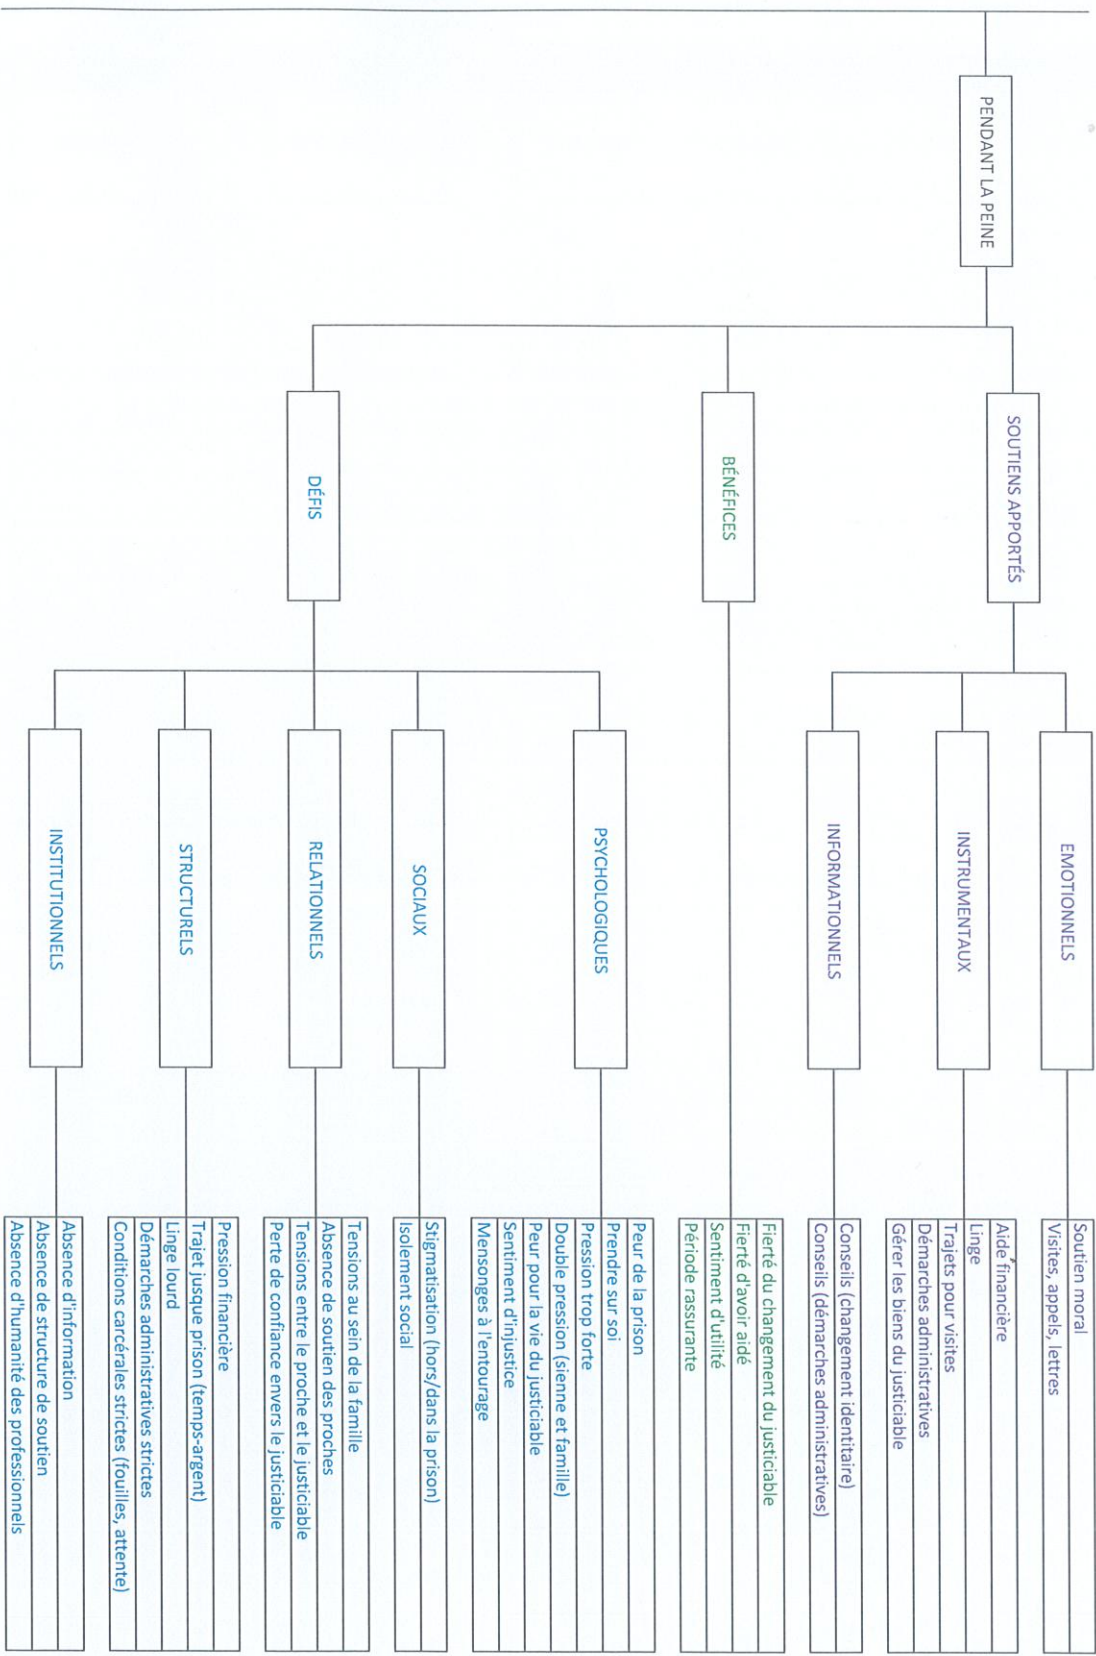 PENDANT LA PEINE
SOUTIENS APPORTÉS
EMOTIONNELS
Soutien moral
Visites, appels, lettres
INSTRUMENTAUX
Aide financière
Linge
Trajets pour visites
Démarches administratives
Gérer les biens du justiciable
INFORMATIONNELS
Conseils (changement identitaire)
Conseils (démarches administratives)
BÉNÉFICES
Fierté du changement du justiciable
Fierté d'avoir aidé
Sentiment d'utilité
Période rassurante
DÉFIS
PSYCHOLOGIQUES
Peur de la prison
Prendre sur soi
Pression trop forte
Double pression (sienne et famille)
Peur pour la vie du justiciable
Sentiment d'injustice
Mensonges à l'entourage
SOCIAUX
Stigmatisation (hors/dans la prison)
Isolement social
RELATIONNELS
Tensions au sein de la famille
Absence de soutien des proches
Tensions entre le proche et le justiciable
Perte de confiance envers le justiciable
STRUCTURELS
Pression financière
Trajet jusque prison (temps-argent)
Linge lourd
Démarches administratives strictes
Conditions carcérales strictes (fouilles, attente)
INSTITUTIONNELS
Absence d'information
Absence de structure de soutien
Absence d'humanité des professionnels